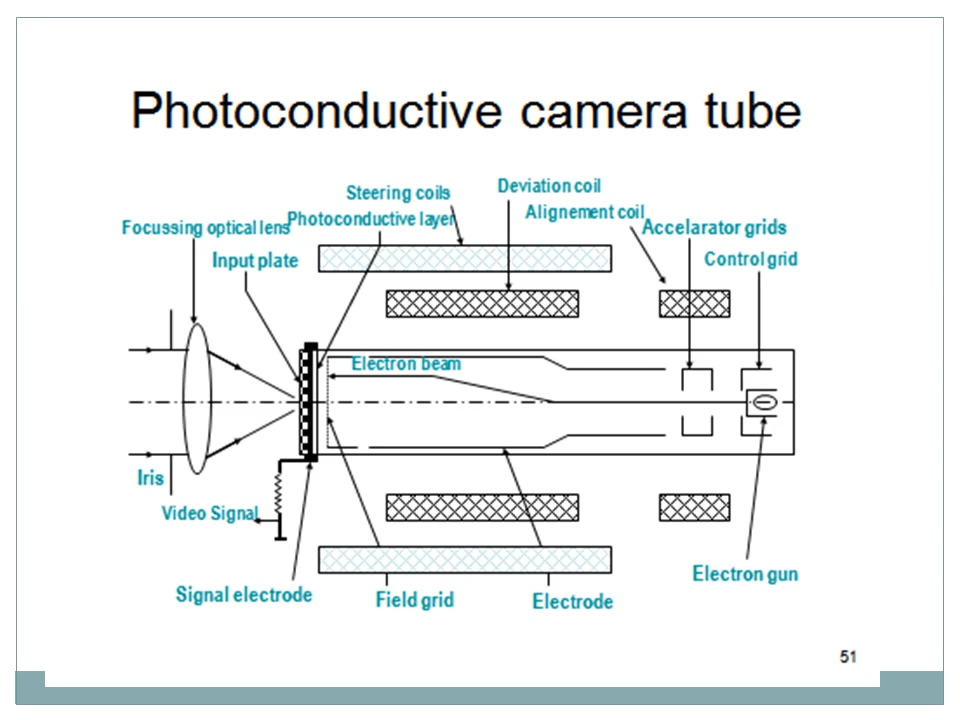 Photoconductive camera tube
Steering coils
Deviation coil
Focussing optical lens
Photoconductive layer
Alignement coil
Accelarator grids
Input plate
Control grid
Electron beam
Iris
Video Signal
Signal electrode
Field grid
Electrode
Electron gun
51